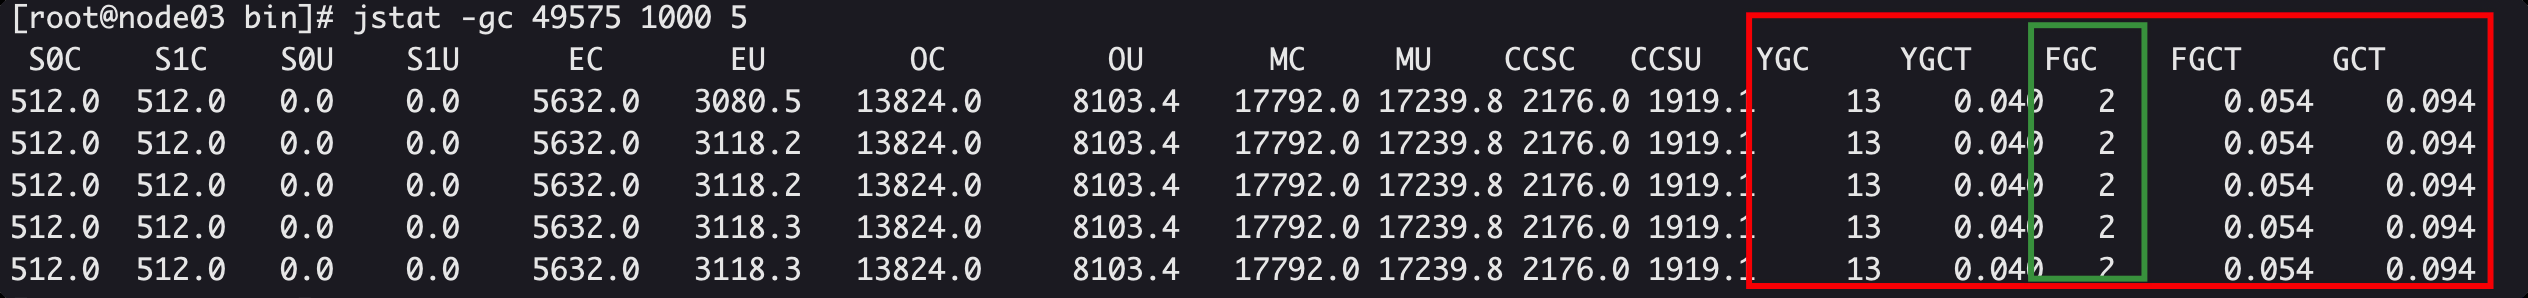 [root@node03 bin]# jstat -gc 49575 1000 5
S0C S1C S0U S1U EC EU OC OU MC MU CCSC CCSU YGC YGCT FGC FGCT GCT
512.0 512.0 0.0 0.0 5632.0 3080.5 13824.0 8103.4 17792.0 17239.8 2176.0 1919.1 13 0.040 2 0.054 0.094
512.0 512.0 0.0 0.0 5632.0 3118.2 13824.0 8103.4 17792.0 17239.8 2176.0 1919.1 13 0.040 2 0.054 0.094
512.0 512.0 0.0 0.0 5632.0 3118.2 13824.0 8103.4 17792.0 17239.8 2176.0 1919.1 13 0.040 2 0.054 0.094
512.0 512.0 0.0 0.0 5632.0 3118.3 13824.0 8103.4 17792.0 17239.8 2176.0 1919.1 13 0.040 2 0.054 0.094
512.0 512.0 0.0 0.0 5632.0 3118.3 13824.0 8103.4 17792.0 17239.8 2176.0 1919.1 13 0.040 2 0.054 0.094